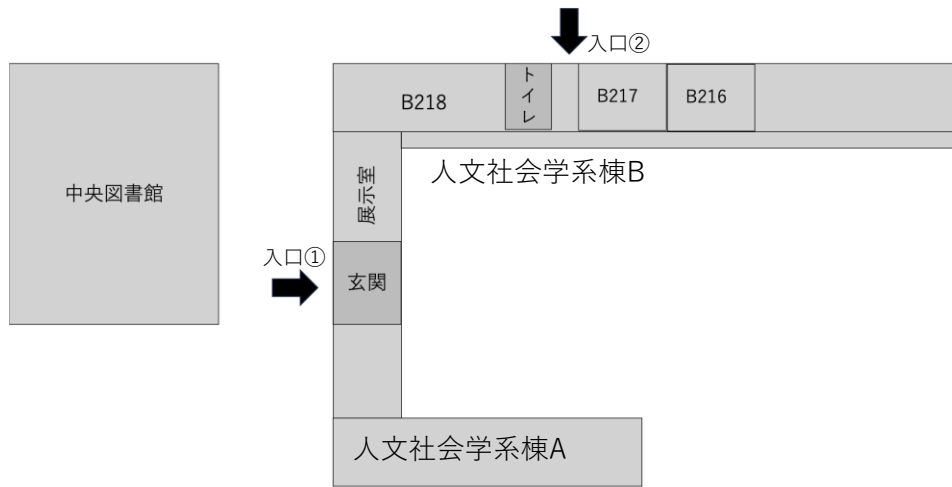 入口②
トイレ
B218
B217
B216
人文社会学系棟B
展示室
中央図書館
入口①
玄関
人文社会学系棟A